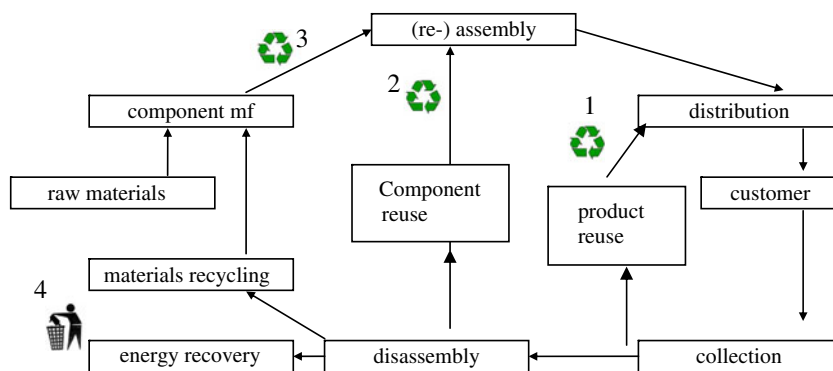 (re-) assembly
3
2
1
component mf
distribution
raw materials
Component
reuse
product
reuse
customer
materials recycling
4
energy recovery
disassembly
collection